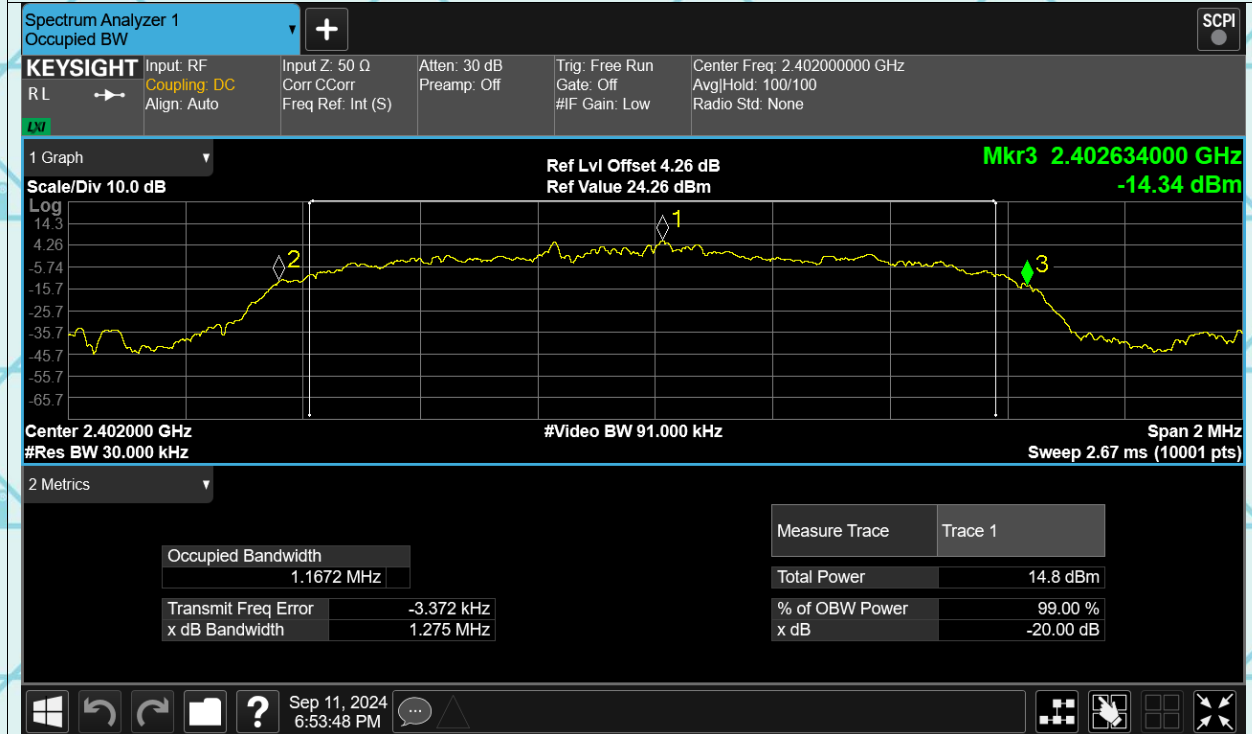 Spectrum Analyzer 1
Occupied BW
SCPI
KEYSIGHT
RL
LXI
Input: RF
Coupling: DC
Align: Auto
Input Z: 50 Ω
Corr CCorr
Freq Ref: Int (S)
Atten: 30 dB
Preamp: Off
Trig: Free Run
Gate: Off
#IF Gain: Low
Center Freq: 2.402000000 GHz
Avg|Hold: 100/100
Radio Std: None
1 Graph
Scale/Div 10.0 dB
Ref Lvl Offset 4.26 dB
Ref Value 24.26 dBm
Mkr3 2.402634000 GHz
-14.34 dBm
Log
14.3
4.26
-5.74
-15.7
-25.7
-35.7
-45.7
-55.7
-65.7
1
2
3
Center 2.402000 GHz
#Video BW 91.000 kHz
Span 2 MHz
#Res BW 30.000 kHz
Sweep 2.67 ms (10001 pts)
2 Metrics
Measure Trace Trace 1
Occupied Bandwidth
1.1672 MHz
Total Power 14.8 dBm
Transmit Freq Error -3.372 kHz
% of OBW Power 99.00 %
x dB Bandwidth 1.275 MHz
x dB -20.00 dB
?
Sep 11, 2024
6:53:48 PM